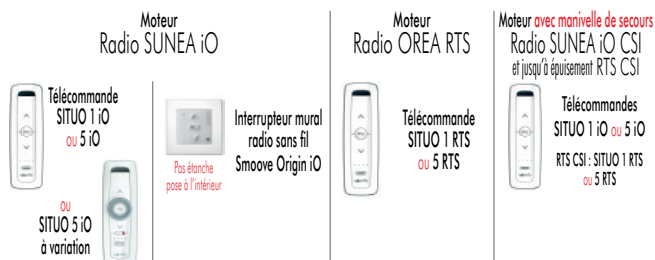 Moteur
Radio SUNEA iO
Télécommande
SITUO 1 iO
ou 5 iO
ou
SITUO 5 iO
à variation
Pas étanche
pose à l'intérieur
Interrupteur mural
radio sans fil
Smoove Origin iO
Moteur
Radio OREA RTS
Télécommande
SITUO 1 RTS
ou 5 RTS
Moteur avec manivelle de secours
Radio SUNEA iO CSI
et jusqu'à épuisement RTS CSI
Télécommandes
SITUO 1 iO ou 5 iO
RTS CSI : SITUO 1 RTS
ou 5 RTS